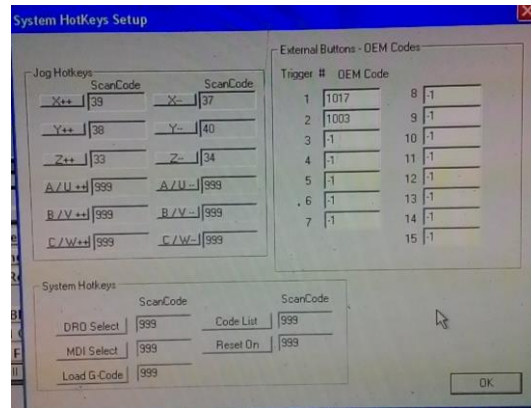 System HotKeys Setup
Jog Hotkeys
ScanCode ScanCode
X++ 39 X-- 37
Y++ 38 Y-- 40
Z++ 33 Z-- 34
A/U ++ 999 A/U -- 999
B/V ++ 999 B/V -- 999
C/W++ 999 C/W-- 999
External Buttons - OEM Codes
Trigger # OEM Code
1 1017 8 -1
2 1003 9 -1
3 -1 10 -1
4 -1 11 -1
5 -1 12 -1
6 -1 13 -1
7 -1 14 -1
15 -1
System Hotkeys
ScanCode ScanCode
DRO Select 999 Code List 999
MDI Select 999 Reset On 999
Load G-Code 999
OK